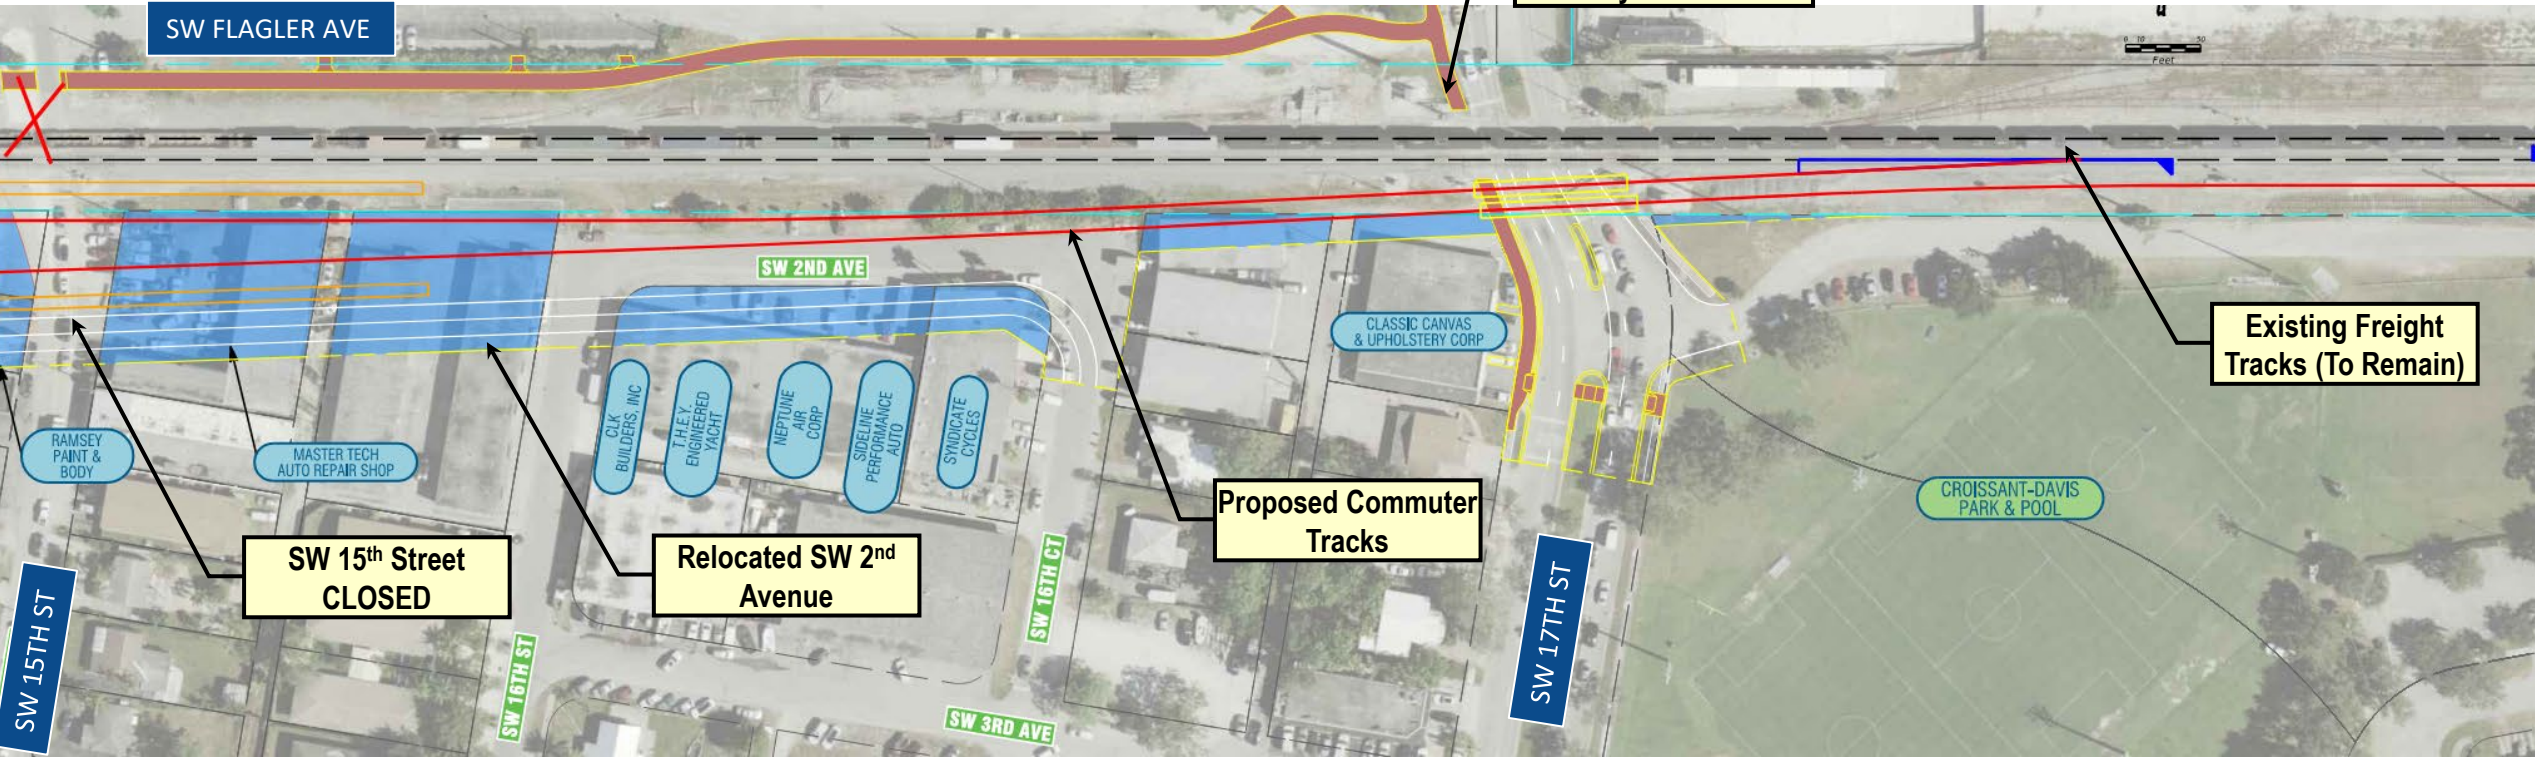 SW FLAGLER AVE
0 10 50
Feet
SW 2ND AVE
CLASSIC CANVAS
& UPHOLSTERY CORP
Existing Freight
Tracks (To Remain)
RAMSEY
PAINT &
BODY
MASTER TECH
AUTO REPAIR SHOP
CLK
BUILDERS, INC
T.H.E.Y.
ENGINEERED
YACHT
NEPTUNE
AIR
CORP
SIDELINE
PERFORMANCE
AUTO
SYNDICATE
CYCLES
CROISSANT-DAVIS
PARK & POOL
Proposed Commuter
Tracks
SW 15th Street
CLOSED
Relocated SW 2nd
Avenue
SW 15TH ST
SW 16TH ST
SW 16TH CT
SW 17TH ST
SW 3RD AVE